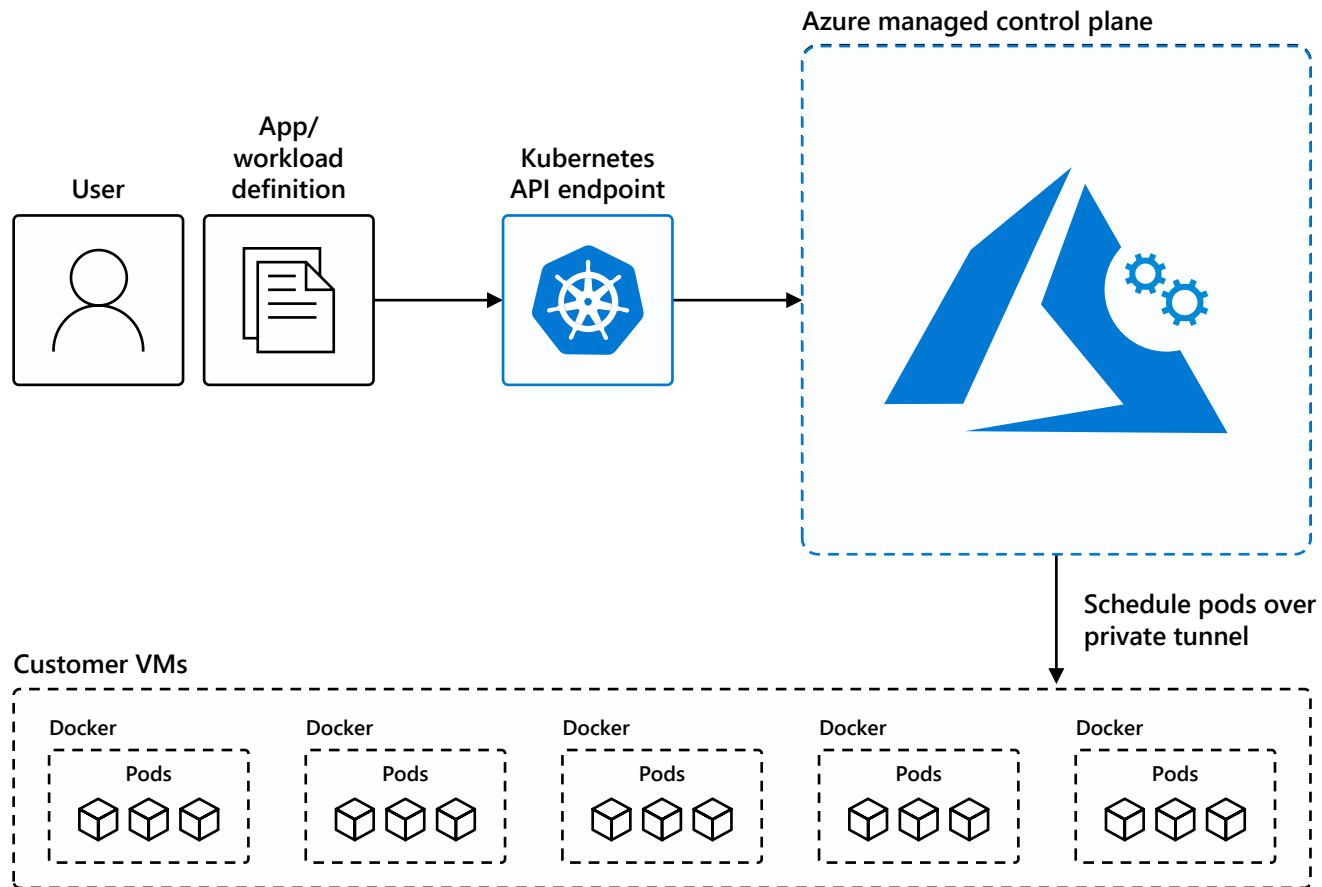 Azure managed control plane
App/
workload
definition
User
Kubernetes
API endpoint
Schedule pods over
private tunnel
Customer VMs
Docker
Docker
Docker
Docker
Docker
Pods
Pods
Pods
Pods
Pods